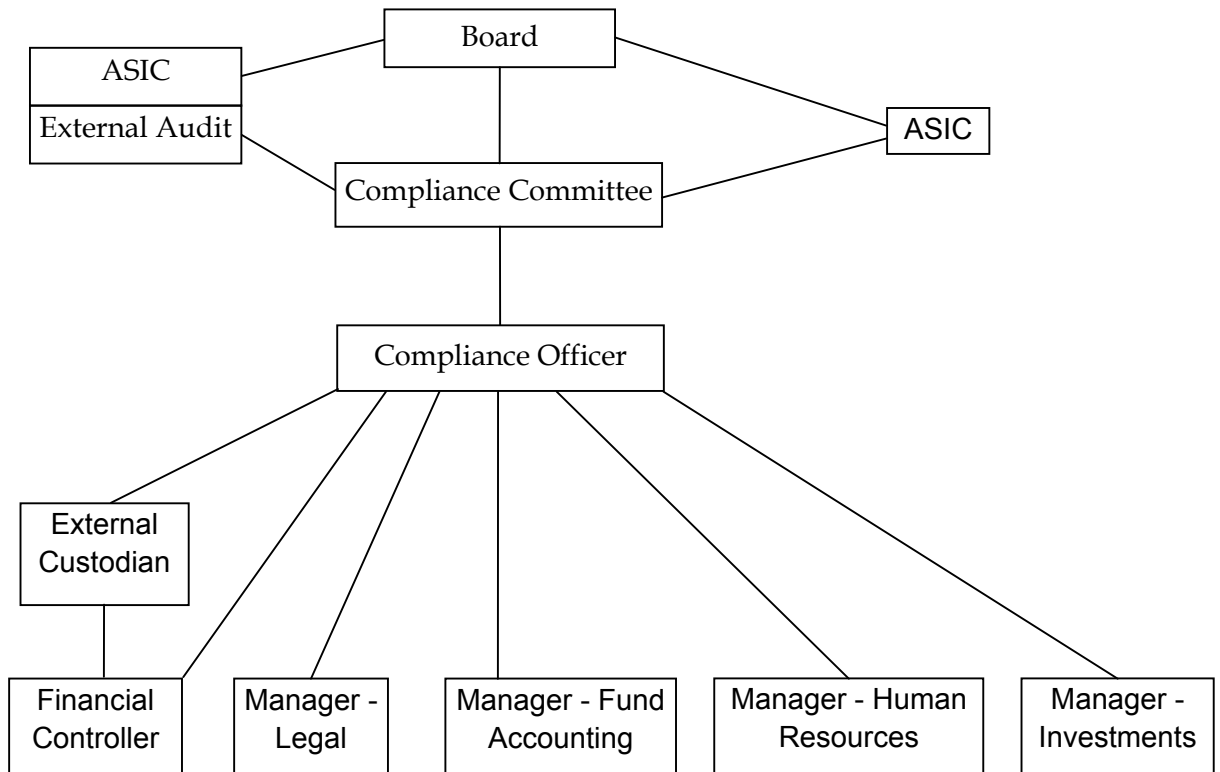 Board
ASIC
External Audit
ASIC
Compliance Committee
Compliance Officer
External
Custodian
Financial
Controller
Manager -
Legal
Manager - Fund
Accounting
Manager - Human
Resources
Manager -
Investments